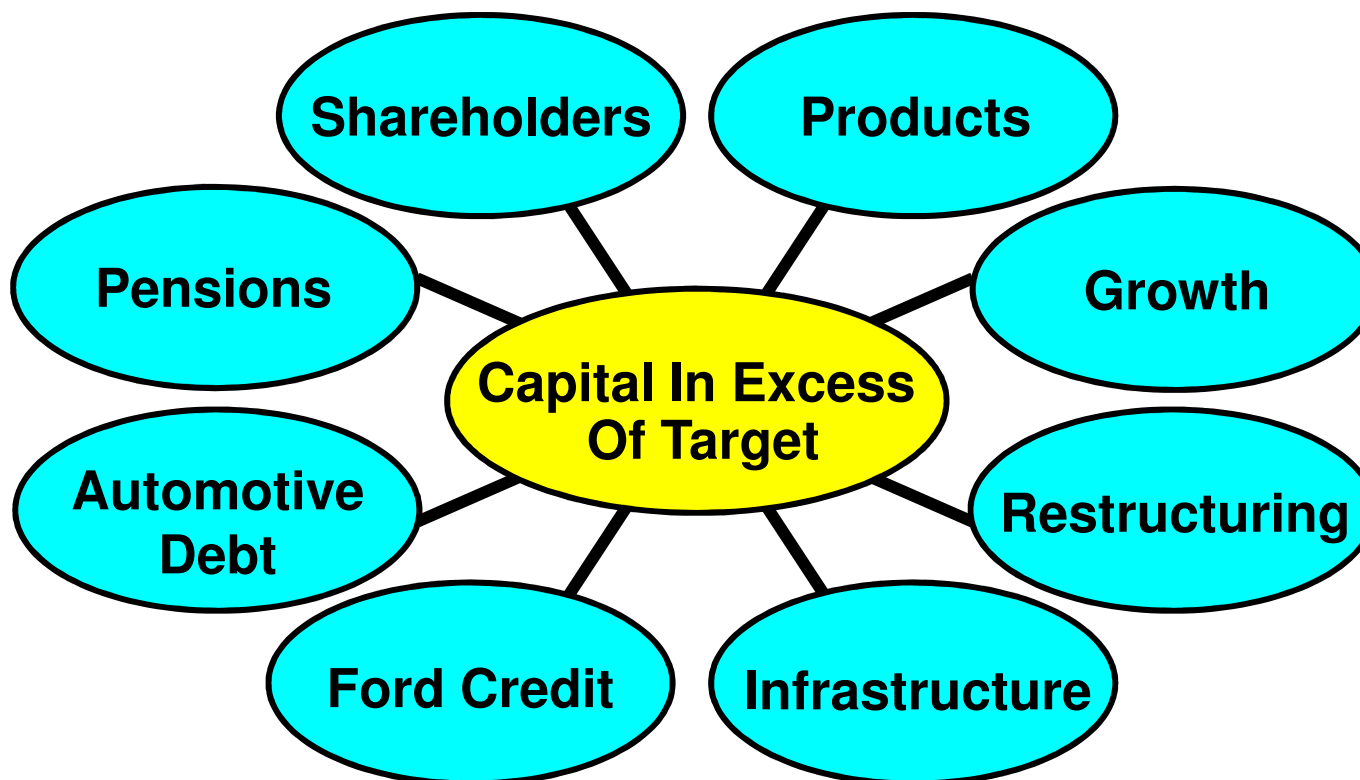 Shareholders
Products
Pensions
Growth
Capital In Excess
Of Target
Automotive
Debt
Restructuring
Ford Credit
Infrastructure